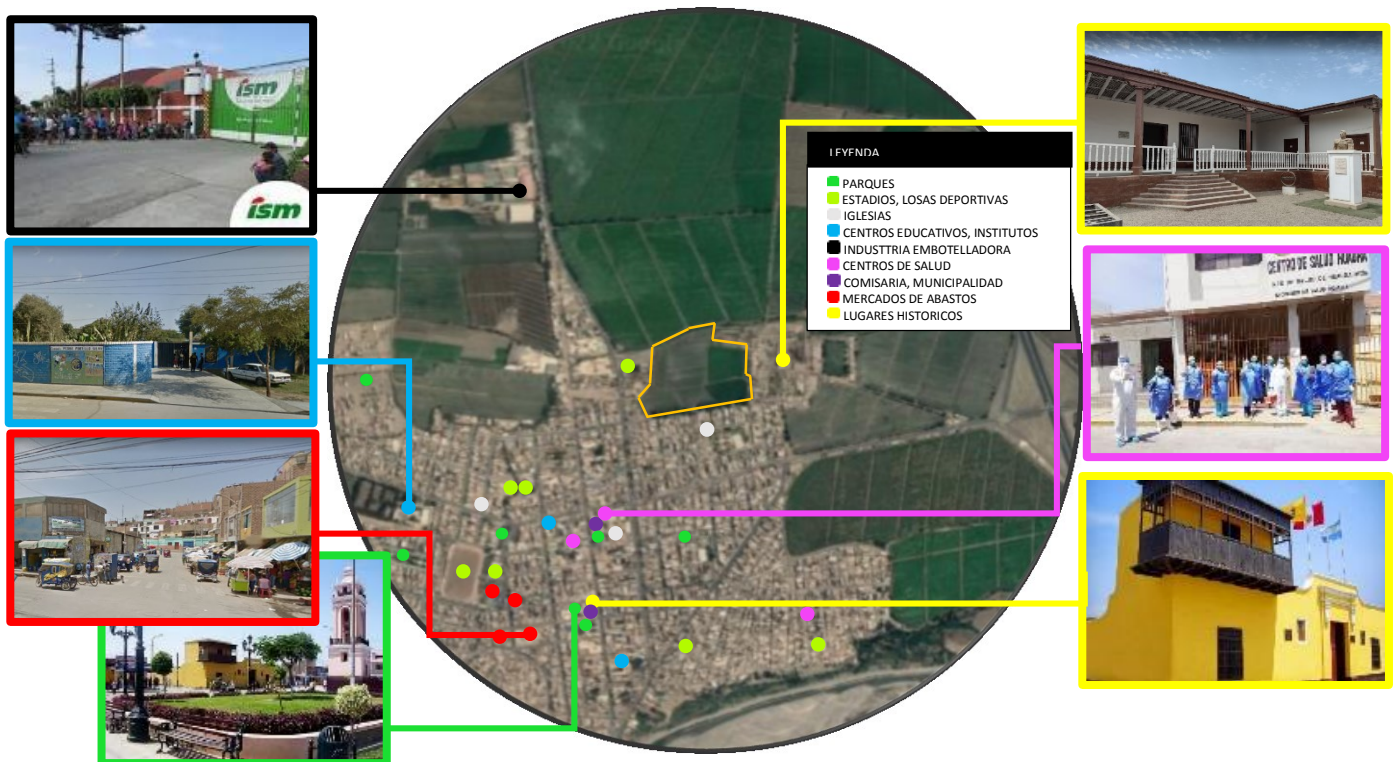 ism
ism
LEYENDA
PARQUES
ESTADIOS, LOSAS DEPORTIVAS
IGLESIAS
CENTROS EDUCATIVOS, INSTITUTOS
INDUSTTRIA EMBOTELLADORA
CENTROS DE SALUD
COMISARIA, MUNICIPALIDAD
MERCADOS DE ABASTOS
LUGARES HISTORICOS
CENTRO DE SALUD HUAURA